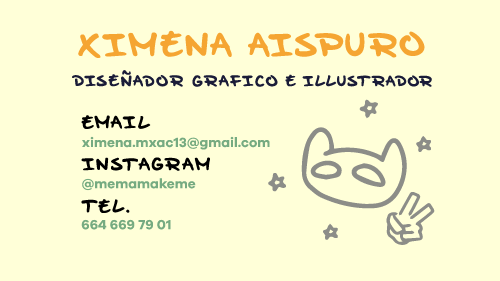 XIMENA AISPURO
DISEÑADOR GRAFICO E ILLUSTRADOR
EMAIL
ximena.mxac13@gmail.com
INSTAGRAM
@memamakeme
TEL.
664 669 79 01